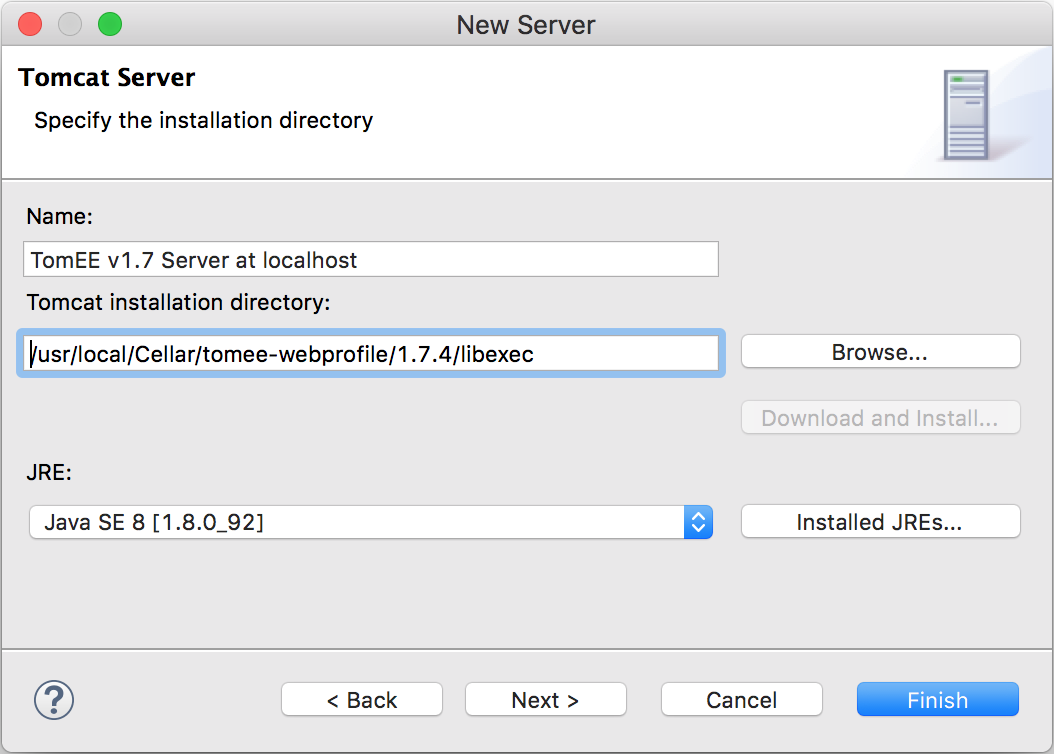 New Server
Tomcat Server
Specify the installation directory
Name:
TomEE v1.7 Server at localhost
Tomcat installation directory:
/usr/local/Cellar/tomee-webprofile/1.7.4/libexec
Browse...
Download and Install...
JRE:
Java SE 8 [1.8.0_92]
Installed JREs...
?
< Back
Next >
Cancel
Finish